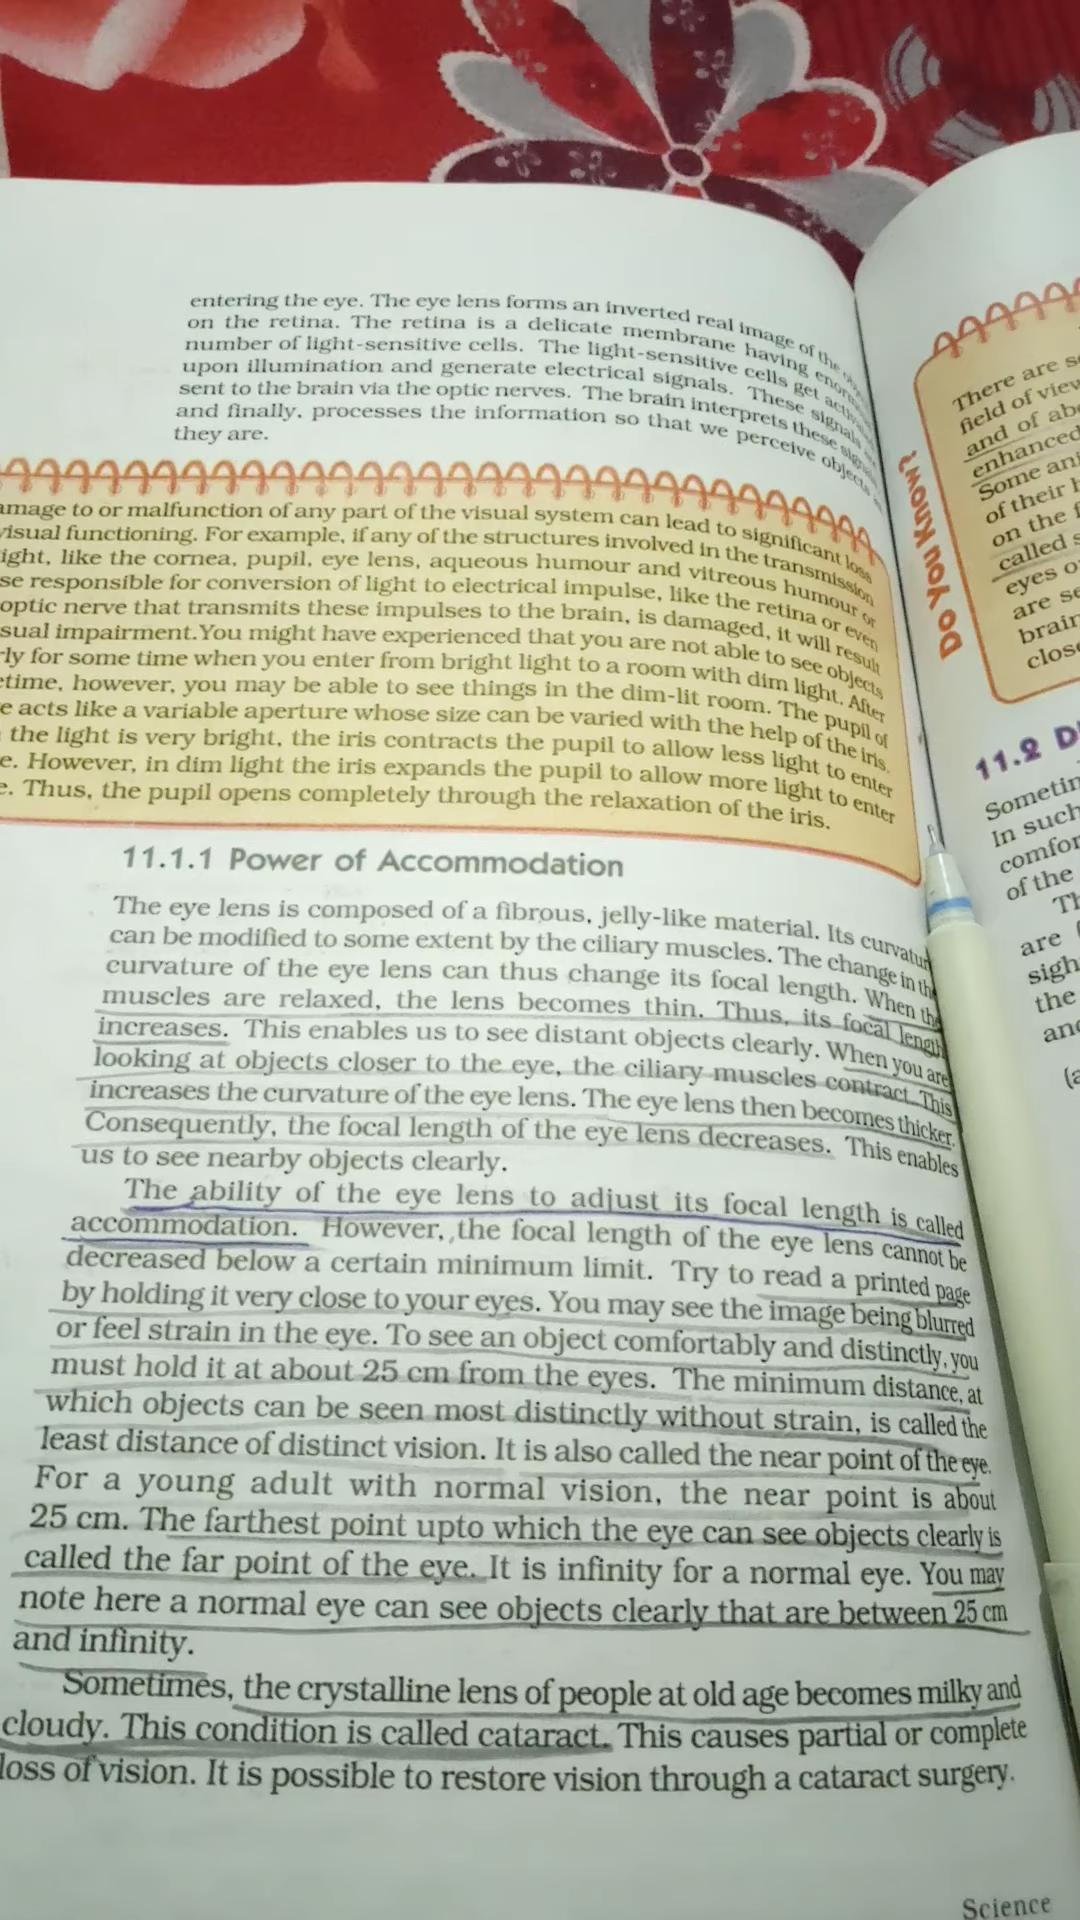 entering the eye. The eye lens forms an inverted real image of the
on the retina. The retina is a delicate membrane having
number of light-sensitive cells. The light-sensitive cells get
upon illumination and generate electrical signals. These signals
sent to the brain via the optic nerves. The brain interprets these
and finally, processes the information so that we perceive objects
they are.
to or malfunction of any part of the visual system can lead to significant loss
visual functioning. For example, if any of the structures involved in the transmission
like the cornea, pupil, eye lens, aqueous humour and vitreous humour or
responsible for conversion of light to electrical impulse, like the retina or even
optic nerve that transmits these impulses to the brain, is damaged, it will result
impairment.You might have experienced that you are not able to see objects
for some time when you enter from bright light to a room with dim light. After
however, you may be able to see things in the dim-lit room. The pupil of
acts like a variable aperture whose size can be varied with the help of the iris.
the light is very bright, the iris contracts the pupil to allow less light to enter
However, in dim light the iris expands the pupil to allow more light to enter
Thus, the pupil opens completely through the relaxation of the iris.
11.1.1 Power of Accommodation
The eye lens is composed of a fibrous, jelly-like material. Its
can be modified to some extent by the ciliary muscles. The change in the
curvature of the eye lens can thus change its focal length. When the
muscles are relaxed, the lens becomes thin. Thus, its focal length
increases. This enables us to see distant objects clearly. When you are
looking at objects closer to the eye, the ciliary muscles contract. This
increases the curvature of the eye lens. The eye lens then becomes thicker.
Consequently, the focal length of the eye lens decreases. This enables
us to see nearby objects clearly.
The ability of the eye lens to adjust its focal length is called
accommodation. However, the focal length of the eye lens cannot be
decreased below a certain minimum limit. Try to read a printed page
by holding it very close to your eyes. You may see the image being blurred
or feel strain in the eye. To see an object comfortably and distinctly, you
must hold it at about 25 cm from the eyes. The minimum distance, at
which objects can be seen most distinctly without strain, is called the
least distance of distinct vision. It is also called the near point of the eye.
For a young adult with normal vision, the near point is about
25 cm. The farthest point upto which the eye can see objects clearly is
called the far point of the eye. It is infinity for a normal eye. You may
note here a normal eye can see objects clearly that are between 25 cm
and infinity.
Sometimes, the crystalline lens of people at old age becomes milky and
cloudy. This condition is called cataract. This causes partial or complete
loss of vision. It is possible to restore vision through a cataract surgery.
Science
Do You Know?
There are
field of view
and of
enhanced
Some
of their
on the
called
eyes
are
brain
11.2
In such
of the
are
the